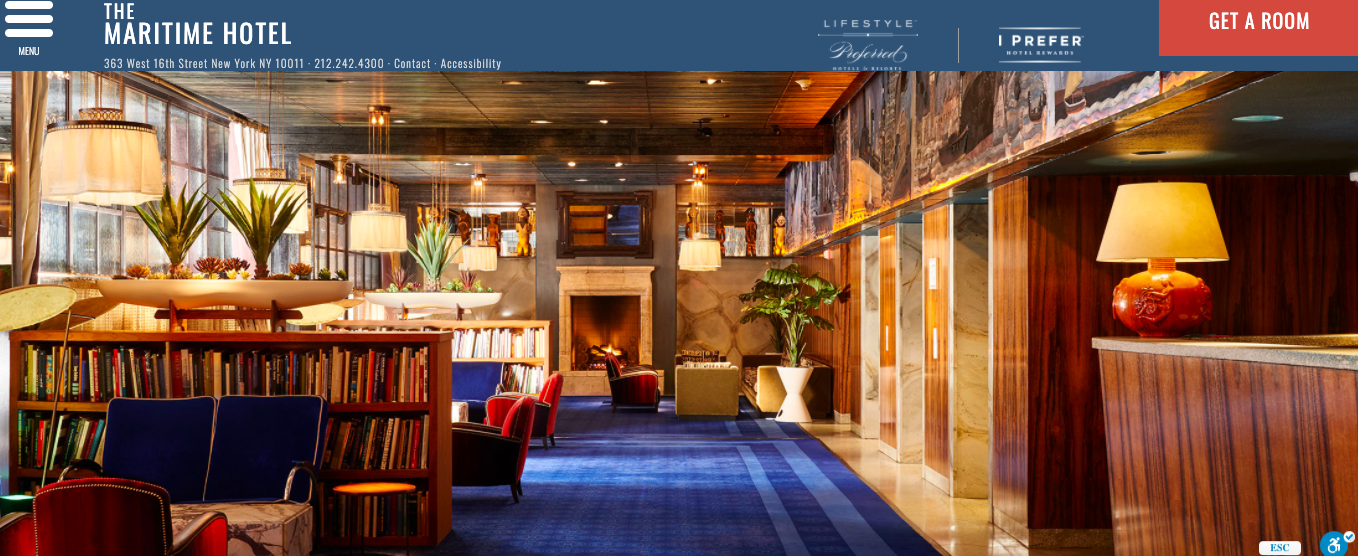 MENU
THE
MARITIME HOTEL
363 West 16th Street New York NY 10011 · 212.242.4300 · Contact · Accessibility
LIFESTYLE
Preferred
HOTELS & RESORTS
I PREFER
HOTEL REWARDS
GET A ROOM
ESC